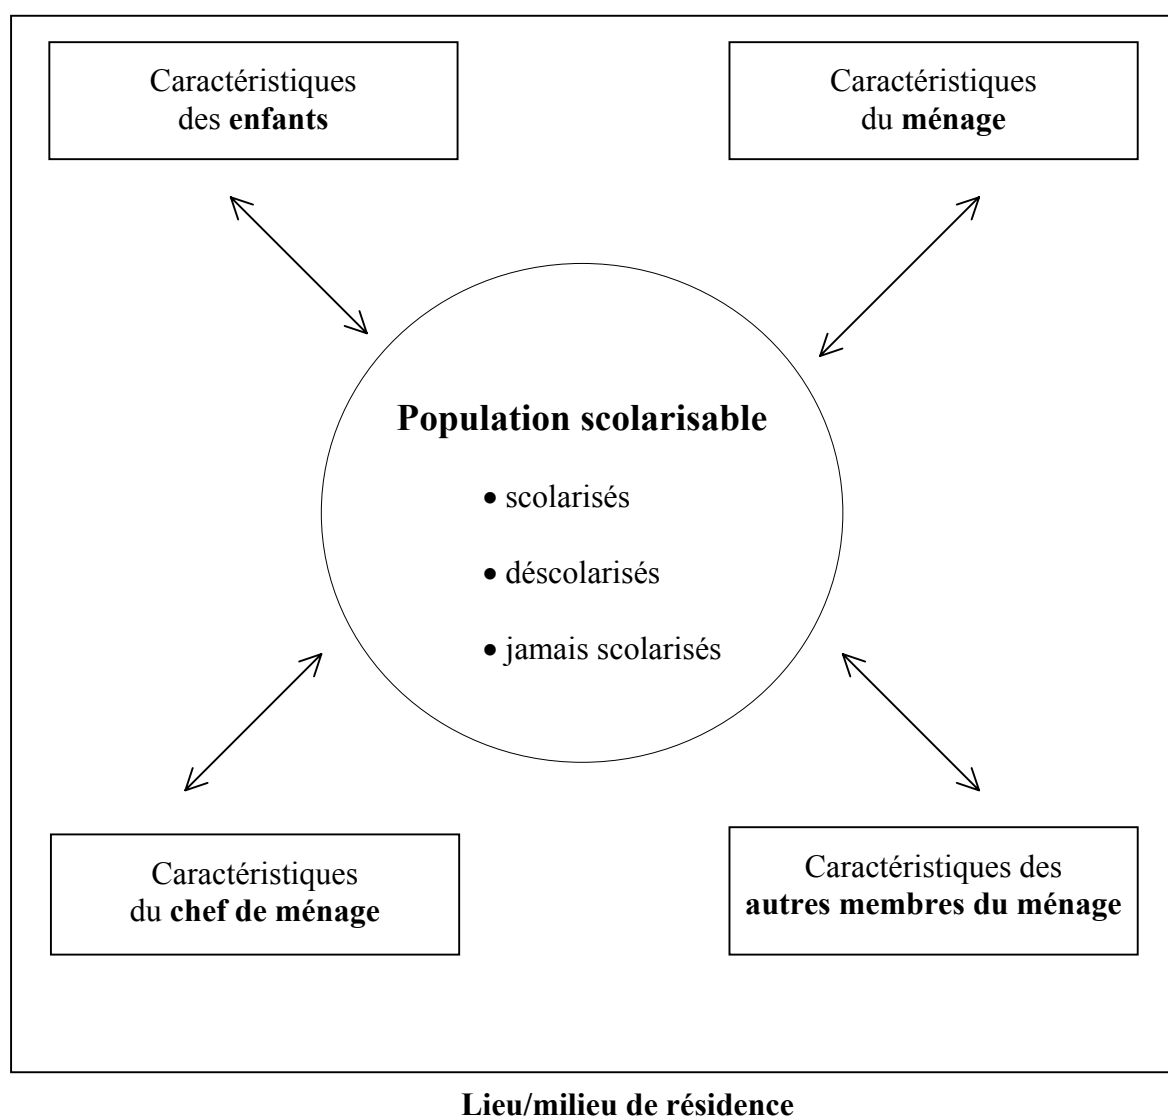 Caractéristiques
des enfants
Caractéristiques
du ménage
Population scolarisable
• scolarisés
• déscolarisés
• jamais scolarisés
Caractéristiques
du chef de ménage
Caractéristiques des
autres membres du ménage
Lieu/milieu de résidence